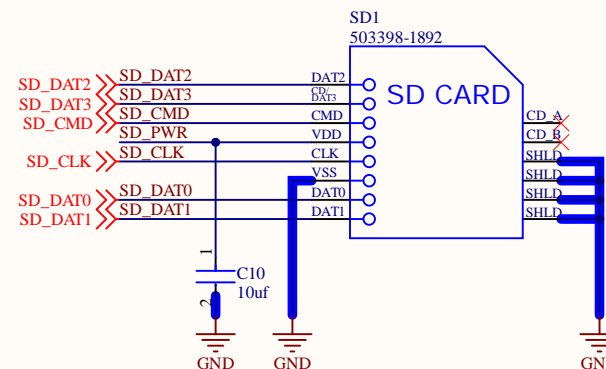 SD1
503398-1892
SD_DAT2 SD_DAT2 DAT2
SD_DAT3 SD_DAT3 CD/DAT3
SD CARD
SD_CMD SD_CMD CMD CD_A
SD_PWR VDD CD_B
SD_CLK SD_CLK CLK SHLD
VSS SHLD
SD_DAT0 SD_DAT0 DAT0 SHLD
SD_DAT1 SD_DAT1 DAT1 SHLD
1
C10
10uf
2
GND GND GN